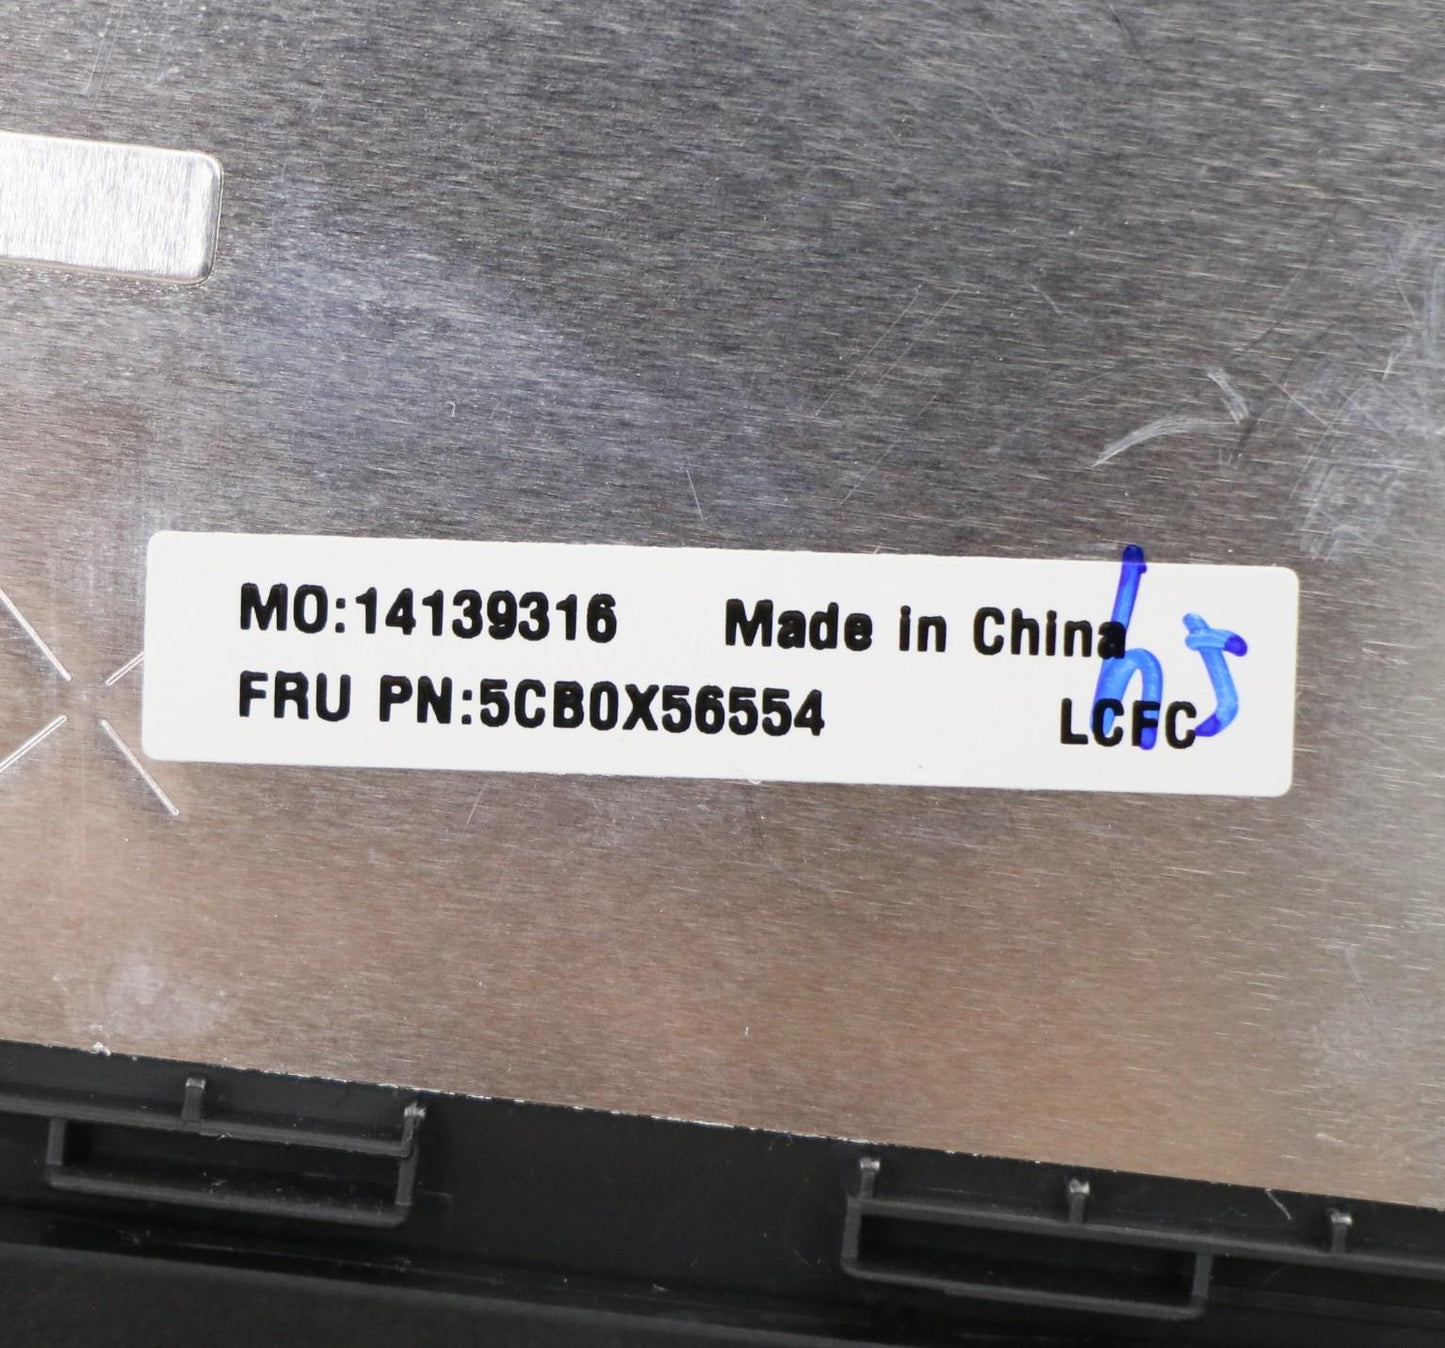 MO:14139316 Made in China
FRU PN:5CB0X56554 LCFC